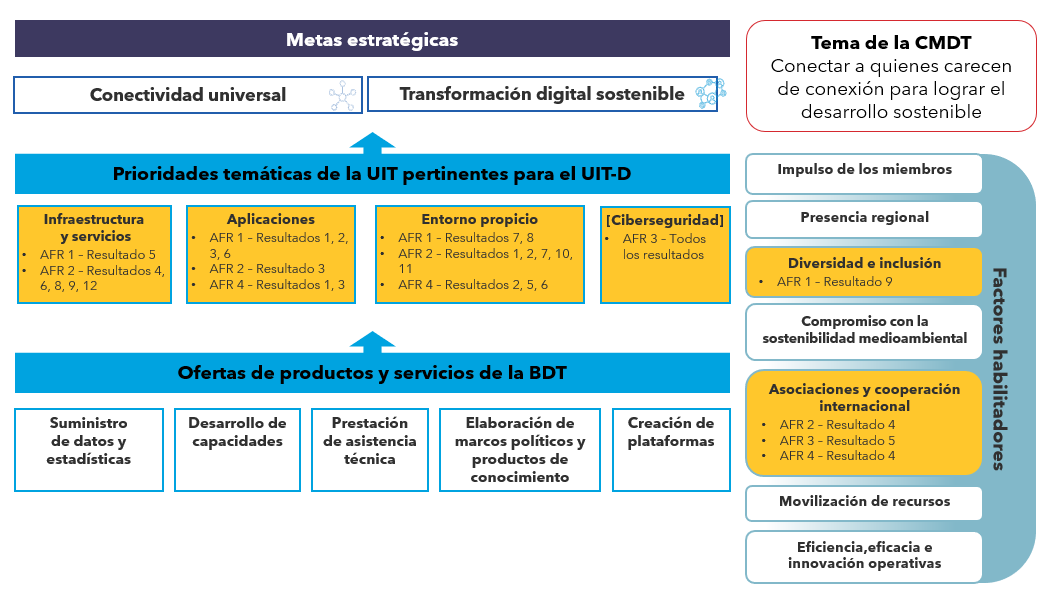 Metas estratégicas
Conectividad universal
Transformación digital sostenible
Prioridades temáticas de la UIT pertinentes para el UIT-D
Infraestructura
y servicios
• AFR 1 – Resultado 5
• AFR 2 – Resultados 4,
6, 8, 9, 12
Aplicaciones
• AFR 1 – Resultados 1, 2,
3, 6
• AFR 2 – Resultado 3
• AFR 4 – Resultados 1, 3
Entorno propicio
• AFR 1 – Resultados 7, 8
• AFR 2 – Resultados 1, 2, 7, 10,
11
• AFR 4 – Resultados 2, 5, 6
[Ciberseguridad]
• AFR 3 – Todos
los resultados
Ofertas de productos y servicios de la BDT
Suministro
de datos y
estadísticas
Desarrollo de
capacidades
Prestación
de asistencia
técnica
Elaboración de
marcos políticos y
productos de
conocimiento
Creación de
plataformas
Tema de la CMDT
Conectar a quienes carecen
de conexión para lograr el
desarrollo sostenible
Impulso de los miembros
Presencia regional
Diversidad e inclusión
• AFR 1 – Resultado 9
Compromiso con la
sostenibilidad medioambiental
Asociaciones y cooperación
internacional
• AFR 2 – Resultado 4
• AFR 3 – Resultado 5
• AFR 4 – Resultado 4
Movilización de recursos
Eficiencia,eficacia e
innovación operativas
Factores habilitadores